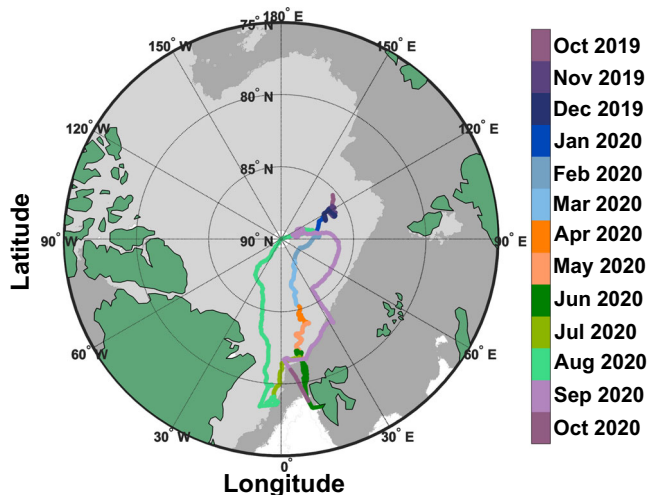 180° E
75° N
150° W
150° E
80° N
120° W
120° E
85° N
90° W
90° N
90° E
60° W
60° E
30° W
30° E
0°
Latitude
Longitude
Oct 2019
Nov 2019
Dec 2019
Jan 2020
Feb 2020
Mar 2020
Apr 2020
May 2020
Jun 2020
Jul 2020
Aug 2020
Sep 2020
Oct 2020